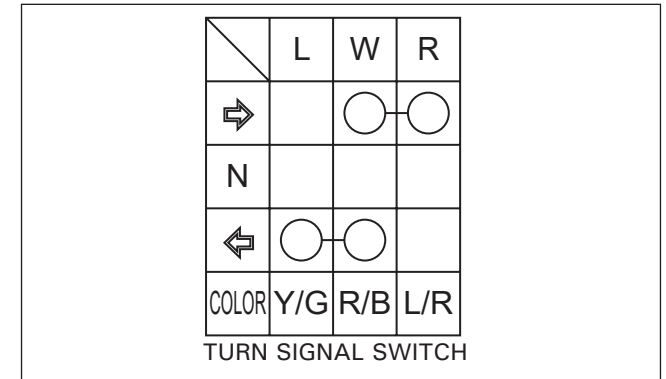 L W R
N
COLOR Y/G R/B L/R
TURN SIGNAL SWITCH